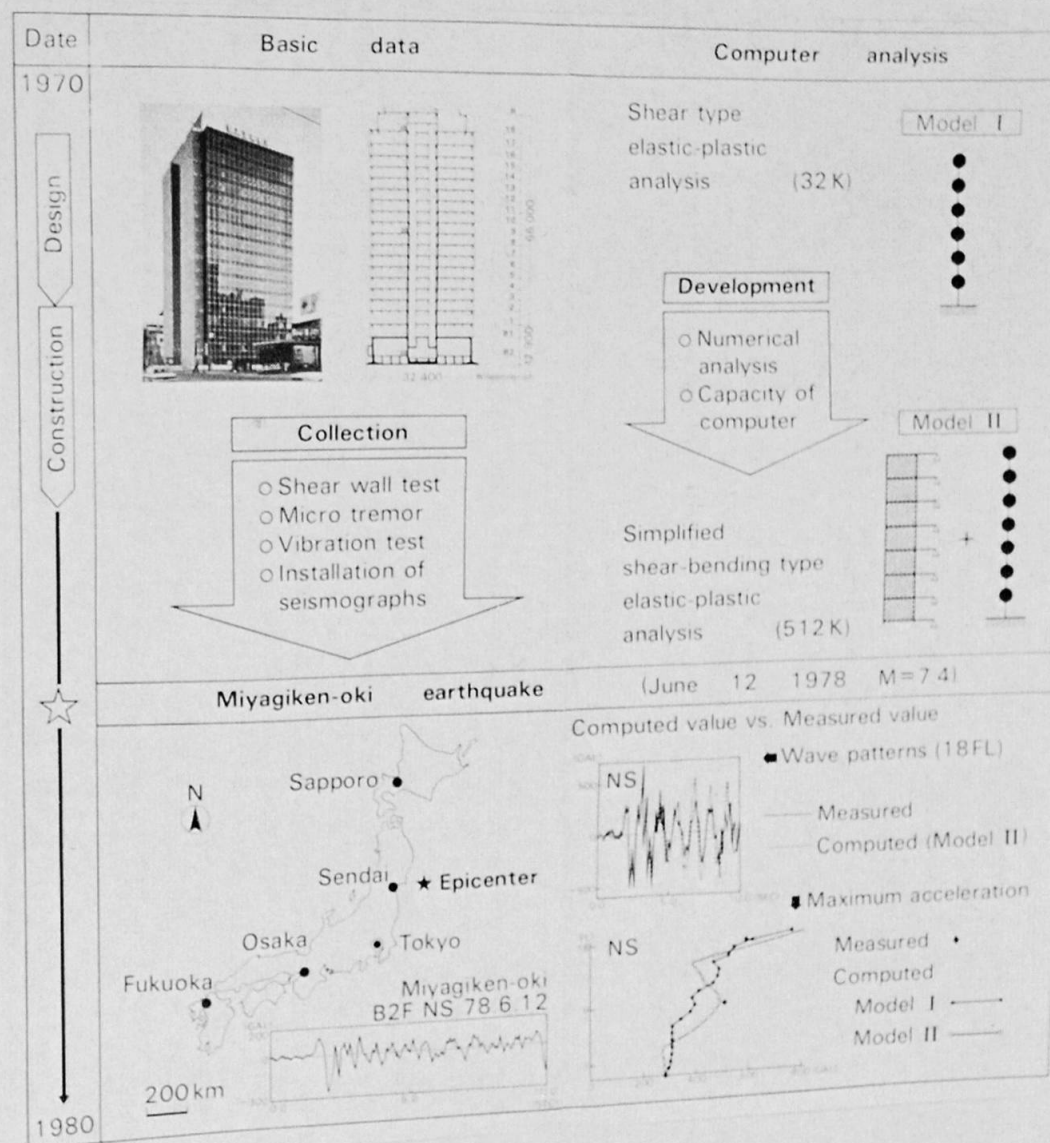 Date
Basic data
Computer analysis
1970
Design
Construction
Shear type
elastic-plastic
analysis (32K)
Model I
32 400
Development
○ Numerical
analysis
○ Capacity of
computer
Collection
○ Shear wall test
○ Micro tremor
○ Vibration test
○ Installation of
seismographs
Model II
+
Simplified
shear-bending type
elastic-plastic
analysis (512K)
Miyagiken-oki earthquake (June 12 1978 M=7.4)
N
Sapporo
Sendai
Epicenter
Osaka
Tokyo
Fukuoka
Miyagiken-oki
B2F NS 78.6.12
200km
Computed value vs. Measured value
NS
Wave patterns (18FL)
Measured
Computed (Model II)
Maximum acceleration
NS
Measured
Computed
Model I
Model II
1980